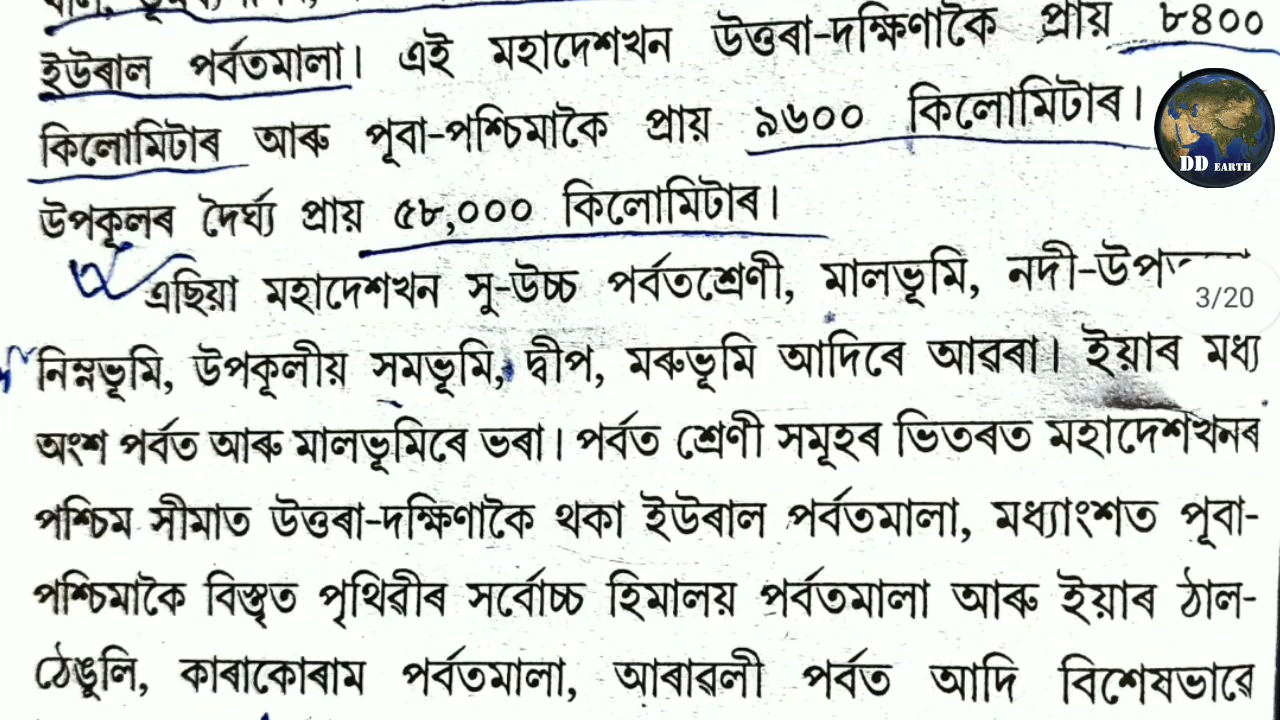 ইউৰাল পৰ্বতমালা। এই মহাদেশখন উত্তৰা-দক্ষিণাকৈ প্ৰায় ৮৪০০
কিলোমিটাৰ আৰু পূবা-পশ্চিমাকৈ প্ৰায় ৯৬০০ কিলোমিটাৰ।
DD EARTH
উপকূলৰ দৈৰ্ঘ্য প্ৰায় ৫৮,০০০ কিলোমিটাৰ।
এছিয়া মহাদেশখন সু-উচ্চ পৰ্বতশ্ৰেণী, মালভূমি,
3/20
নিম্নভূমি, উপকূলীয় সমভূমি, দ্বীপ, মৰুভূমি আদিৰে আৱৰা। ইয়াৰ মধ্য
অংশ পৰ্বত আৰু মালভূমিৰে ভৰা। পৰ্বত শ্ৰেণী সমূহৰ ভিতৰত মহাদেশখনৰ
পশ্চিম সীমাত উত্তৰা-দক্ষিণাকৈ থকা ইউৰাল পৰ্বতমালা, মধ্যাংশত পূবা-
পশ্চিমাকৈ বিস্তৃত পৃথিৱীৰ সৰ্বোচ্চ হিমালয় পৰ্বতমালা আৰু ইয়াৰ ঠাল-
ঠেঙুলি, কাৰাকোৰাম পৰ্বতমালা, আৰাৱলী পৰ্বত আদি বিশেষভাৱে